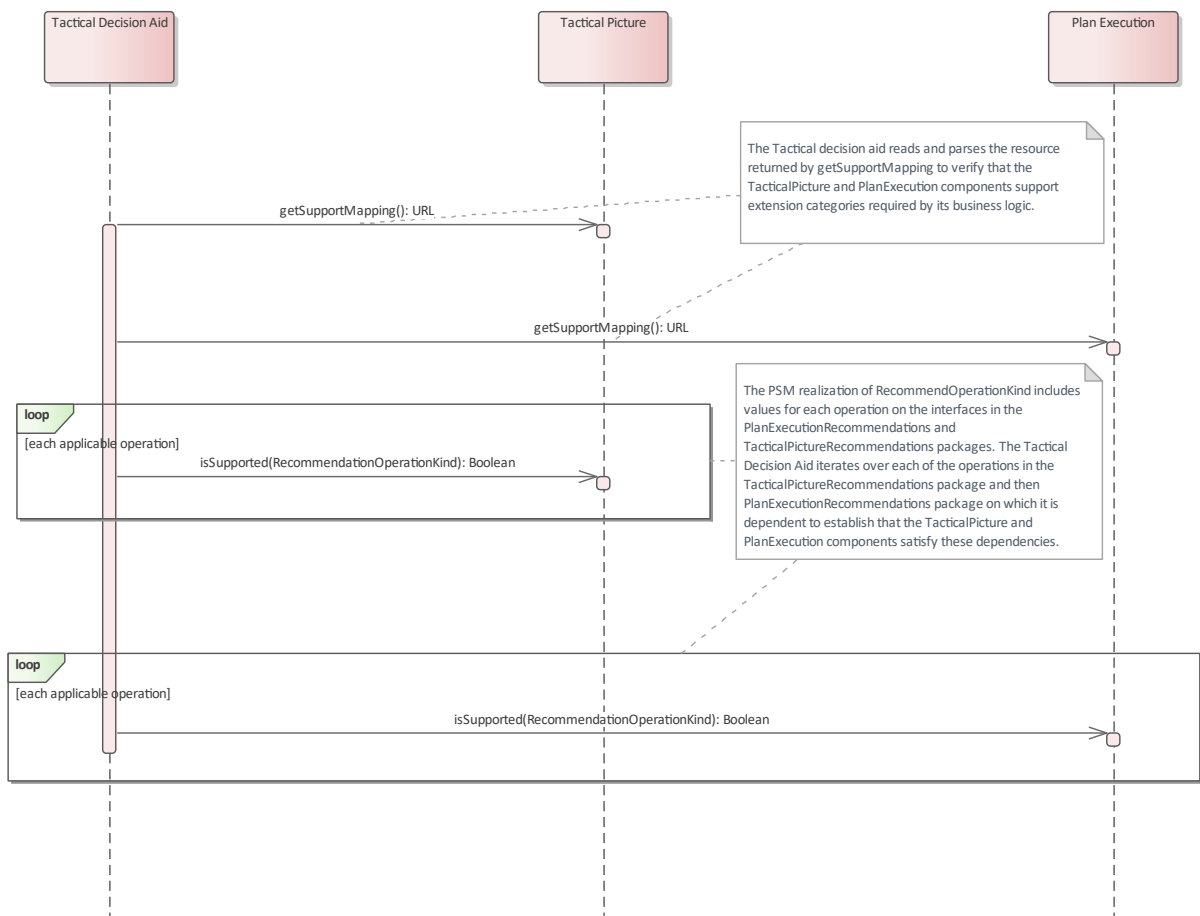 Tactical Decision Aid
Tactical Picture
Plan Execution
The Tactical decision aid reads and parses the resource
returned by getSupportMapping to verify that the
TacticalPicture and PlanExecution components support
extension categories required by its business logic.
getSupportMapping(): URL
getSupportMapping(): URL
The PSM realization of RecommendOperationKind includes
values for each operation on the interfaces in the
PlanExecutionRecommendations and
TacticalPictureRecommendations packages. The Tactical
Decision Aid iterates over each of the operations in the
TacticalPictureRecommendations package and then
PlanExecutionRecommendations package on which it is
dependent to establish that the TacticalPicture and
PlanExecution components satisfy these dependencies.
loop
[each applicable operation]
isSupported(RecommendationOperationKind): Boolean
loop
[each applicable operation]
isSupported(RecommendationOperationKind): Boolean